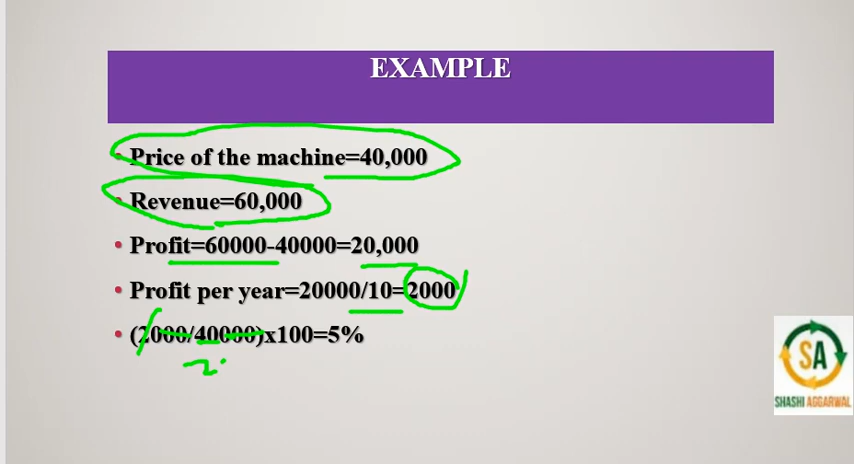 EXAMPLE
• Price of the machine=40,000
• Revenue=60,000
• Profit=60000-40000=20,000
• Profit per year=20000/10=2000
• (2000/40000)x100=5%
SA
SHASHI AGGARWAL